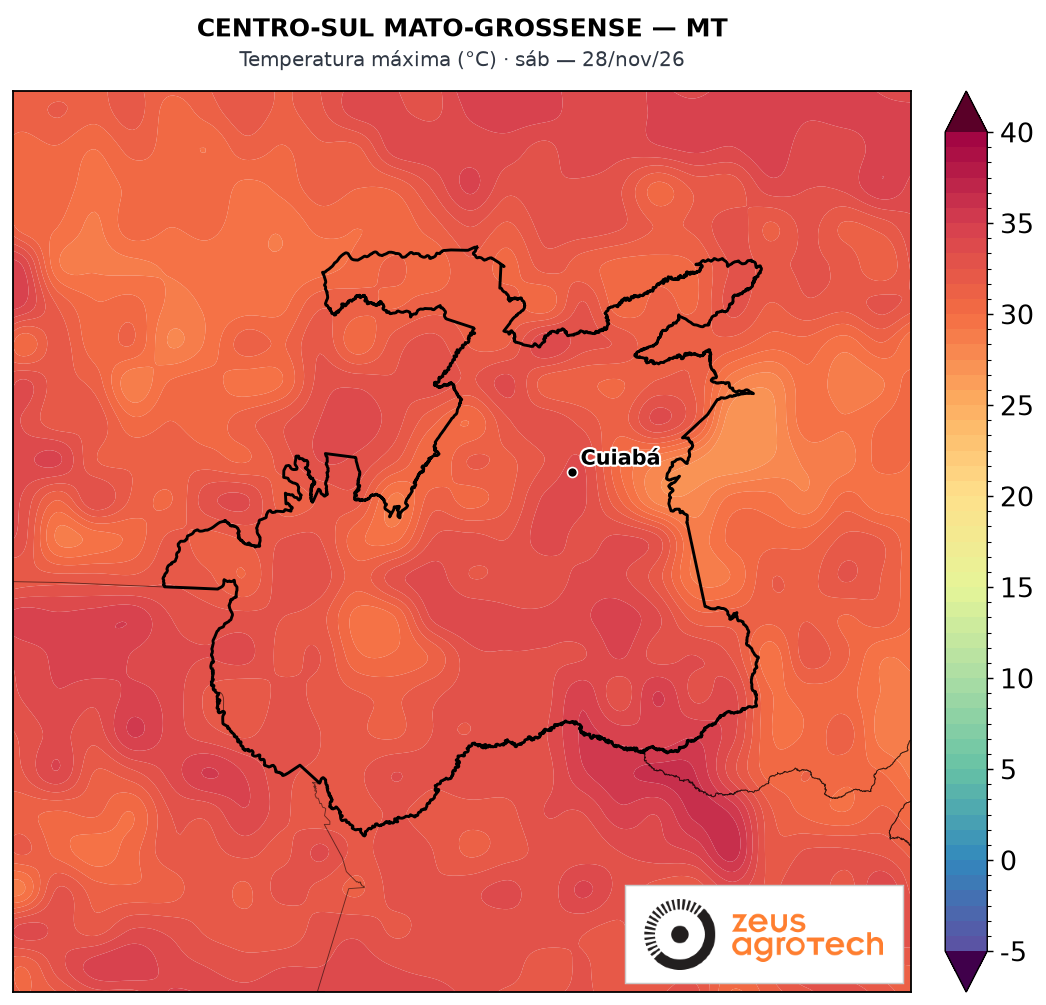 CENTRO-SUL MATO-GROSSENSE — MT
Temperatura máxima (°C) · sáb — 28/nov/26
Cuiabá
40
35
30
25
20
15
10
5
0
-5
zeus
agrotech